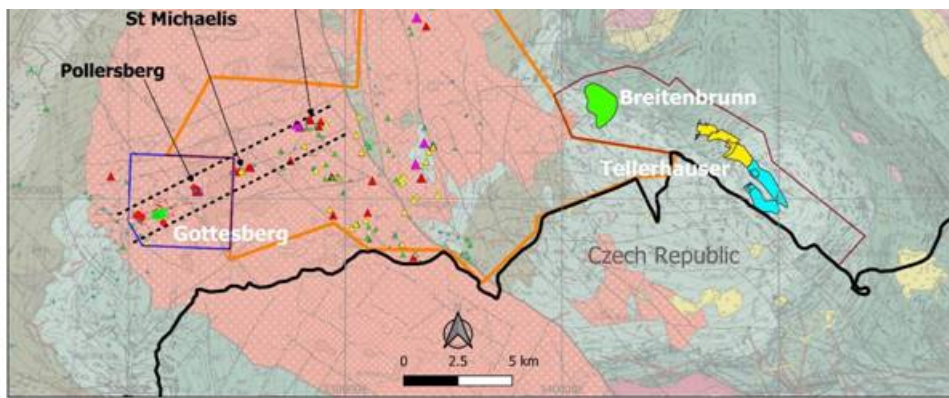 St Michaelis
Pollersberg
Breitenbrunn
Tellerhäuser
Gottesberg
Czech Republic
0 2.5 5 km